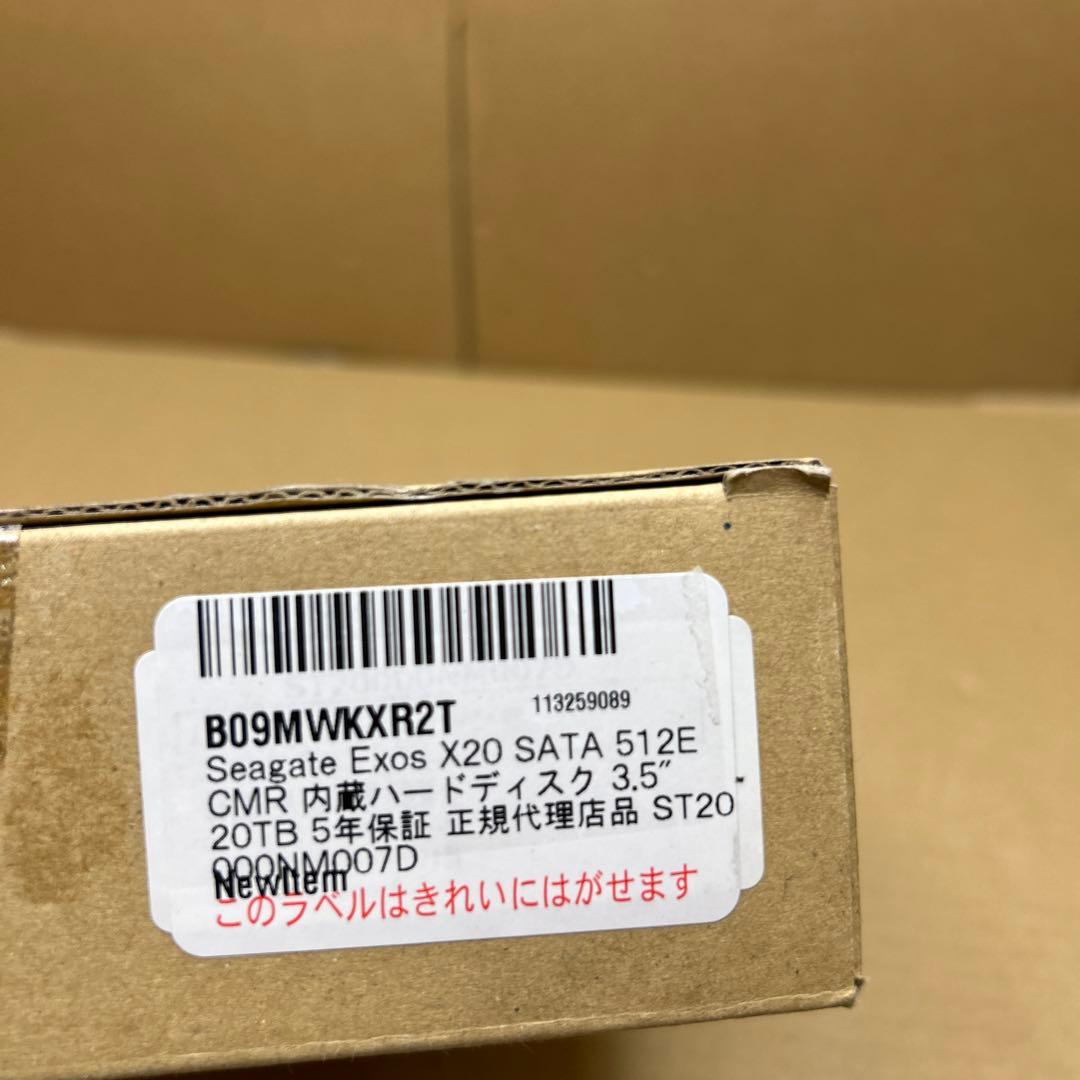 B09MWKXR2T 113259089
Seagate Exos X20 SATA 512E
CMR 内蔵ハードディスク 3.5"
20TB 5年保証 正規代理店品 ST20
000NM007D
NewItem
このラベルはきれいにはがせます